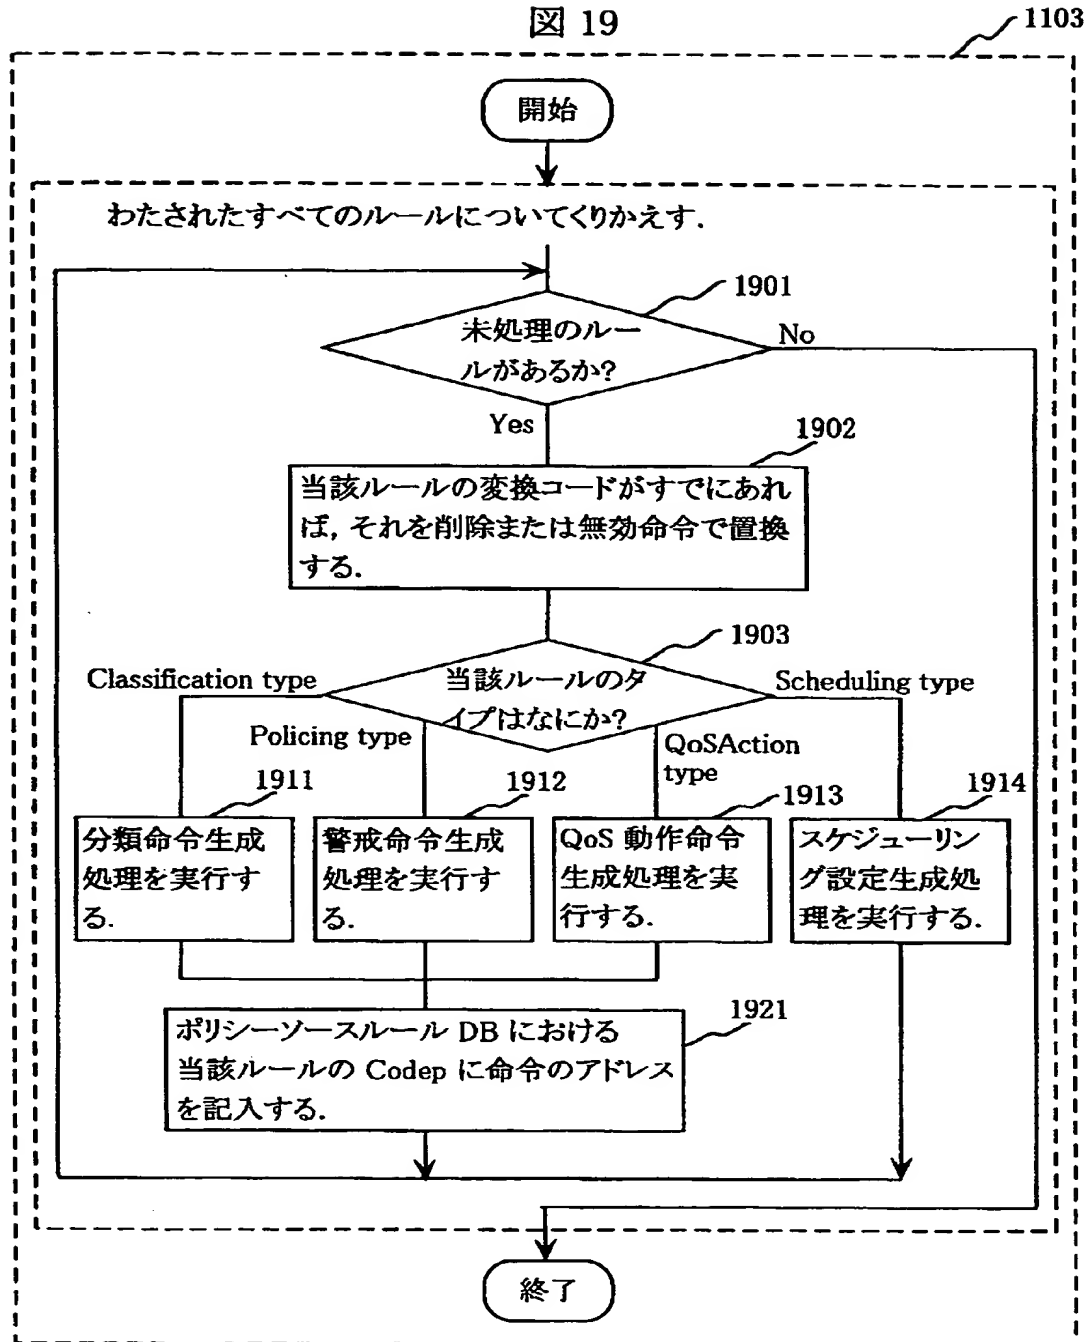 図 19
1103
開始
わたされたすべてのルールについてくりかえす.
1901
未処理のルー
ルがあるか?
No
Yes
1902
当該ルールの変換コードがすでにあれ
ば, それを削除または無効命令で置換
する.
1903
当該ルールのタ
イプはなにか?
Classification type
Scheduling type
Policing type
QoSAction
type
1911
1912
1913
1914
分類命令生成
処理を実行す
る.
警戒命令生成
処理を実行す
る.
QoS 動作命令
生成処理を実
行する.
スケジューリン
グ設定生成処
理を実行する.
1921
ポリシーソースルール DB における
当該ルールの Codep に命令のアドレス
を記入する.
終了